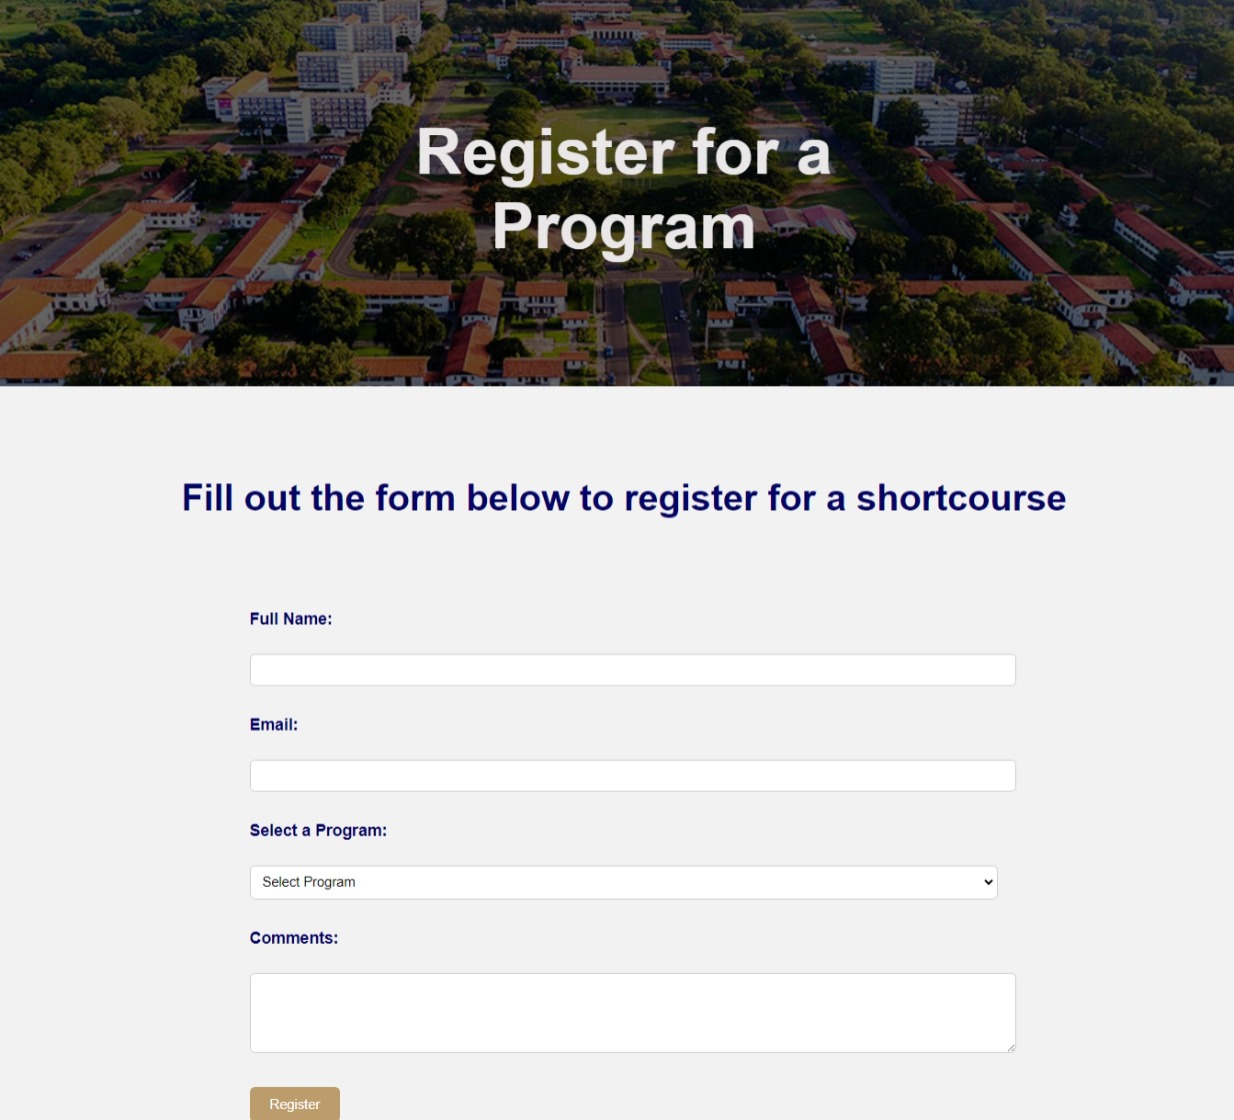 Register for a
Program
Fill out the form below to register for a shortcourse
Full Name:
Email:
Select a Program:
Select Program
Comments:
Register